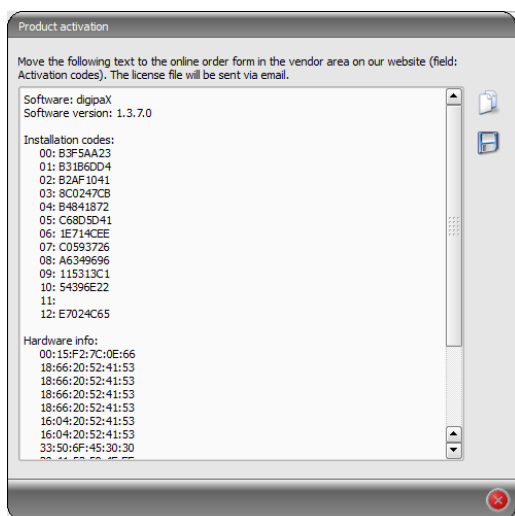 Product activation
Move the following text to the online order form in the vendor area on our website (field:
Activation codes). The license file will be sent via email.
Software: digipaX
Software version: 1.3.7.0
Installation codes:
00: B3F5AA23
01: B31B6DD4
02: B2AF1041
03: 8C0247CB
04: B4841872
05: C68D5D41
06: 1E714CEE
07: C0593726
08: A6349696
09: 115313C1
10: 54396E22
11:
12: E7024C65
Hardware info:
00:15:F2:7C:0E:66
18:66:20:52:41:53
18:66:20:52:41:53
18:66:20:52:41:53
18:66:20:52:41:53
16:04:20:52:41:53
16:04:20:52:41:53
33:50:6F:45:30:30